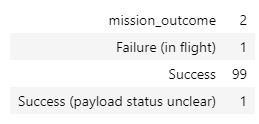 mission_outcome 2
Failure (in flight) 1
Success 99
Success (payload status unclear) 1